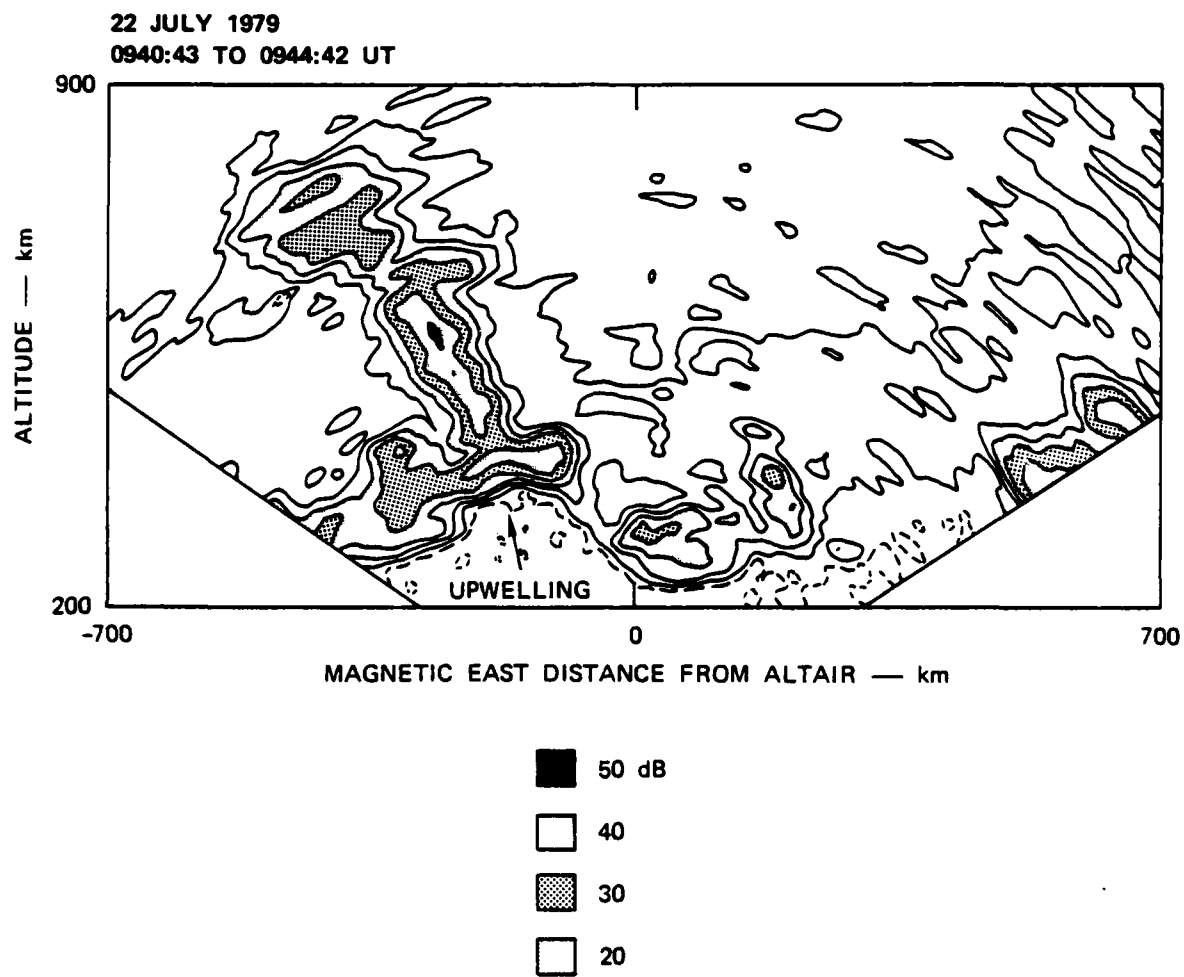 22 JULY 1979
0940:43 TO 0944:42 UT
900
ALTITUDE — km
UPWELLING
200
-700
0
700
MAGNETIC EAST DISTANCE FROM ALTAIR — km
50 dB
40
30
20